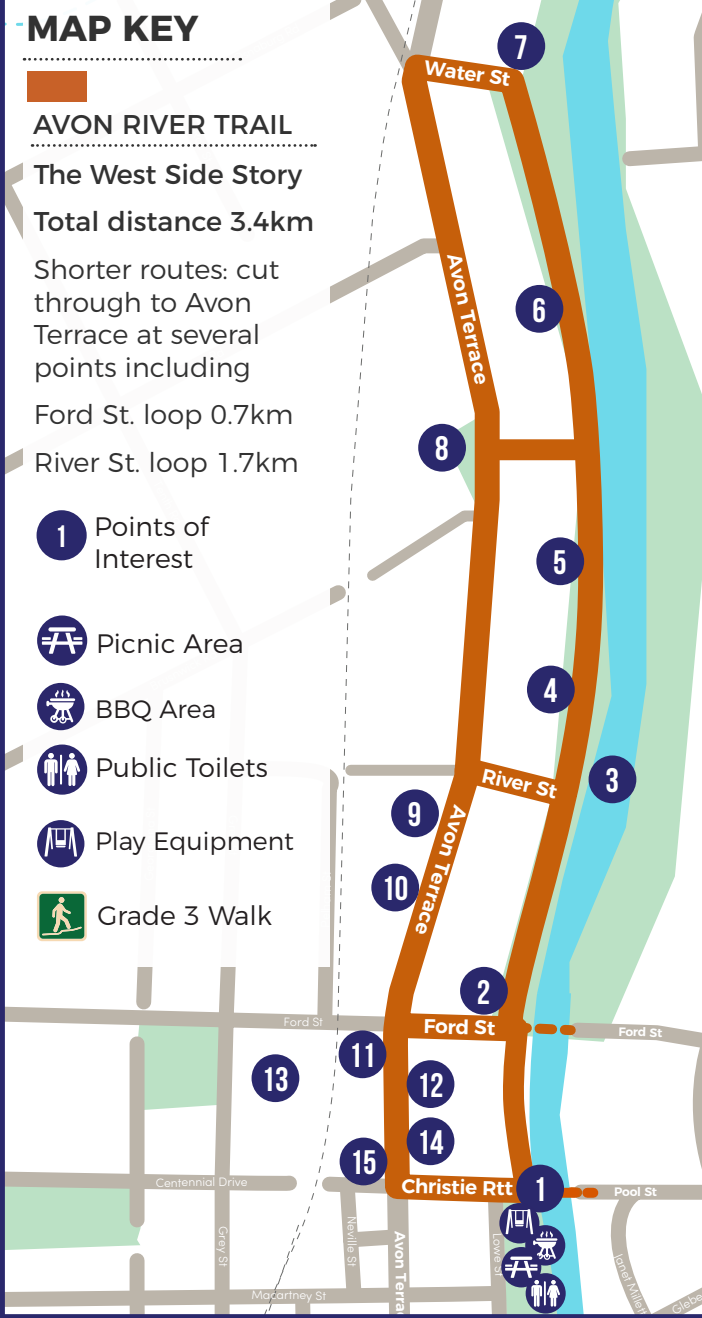 MAP KEY
AVON RIVER TRAIL
The West Side Story
Total distance 3.4km
Shorter routes: cut
through to Avon
Terrace at several
points including
Ford St. loop 0.7km
River St. loop 1.7km
1
Points of
Interest
Picnic Area
BBQ Area
Public Toilets
Play Equipment
Grade 3 Walk
7
Water St
Avon Terrace
6
8
5
4
River St
3
9
Avon Terrace
10
2
Ford St
Ford St
Ford St
11
13
12
14
15
Centennial Drive
Christie Rtt
1
Pool St
Grey St
Neville St
Avon Terra
Lowe St
Janet Millet
Macartney St
Glebe